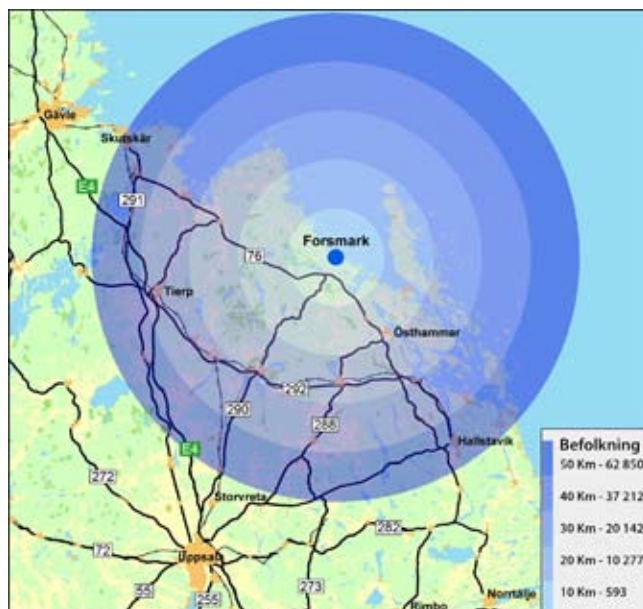 Gävle
Skutskär
E4
291
Forsmark
76
Tierp
Östhammar
292
290
288
Hallstavik
E4
272
Storvreta
282
72
Uppsala
55
255
273
Rimbo
Norrtälje
Befolkning
50 Km - 62 850
40 Km - 37 212
30 Km - 20 142
20 Km - 10 277
10 Km - 593